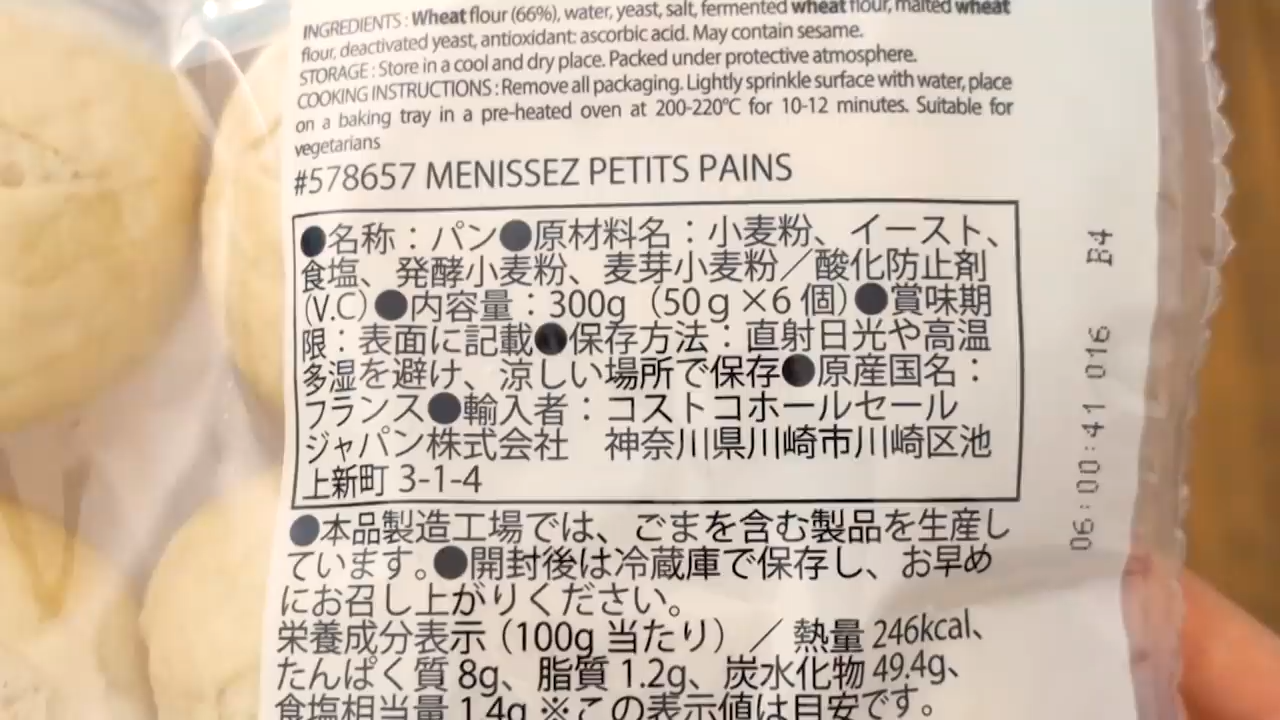 INGREDIENTS : Wheat flour (66%), water, yeast, salt, fermented wheat flour, malted wheat
flour, deactivated yeast, antioxidant: ascorbic acid. May contain sesame.
STORAGE : Store in a cool and dry place. Packed under protective atmosphere.
COOKING INSTRUCTIONS : Remove all packaging. Lightly sprinkle surface with water, place
on a baking tray in a pre-heated oven at 200-220°C for 10-12 minutes. Suitable for
vegetarians
#578657 MENISSEZ PETITS PAINS
●名称：パン●原材料名：小麦粉、イースト、
食塩、発酵小麦粉、麦芽小麦粉／酸化防止剤
(V.C)●内容量：300g（50g×6個）●賞味期
限：表面に記載●保存方法：直射日光や高温
多湿を避け、涼しい場所で保存●原産国名：
フランス●輸入者：コストコホールセール
ジャパン株式会社　神奈川県川崎市川崎区池
上新町 3-1-4
●本品製造工場では、ごまを含む製品を生産し
ています。●開封後は冷蔵庫で保存し、お早め
にお召し上がりください。
栄養成分表示（100g 当たり）／ 熱量 246kcal、
たんぱく質 8g、脂質 1.2g、炭水化物 49.4g、
食塩相当量 1.4g ※この表示値は目安です。
06:00:41 016 B4